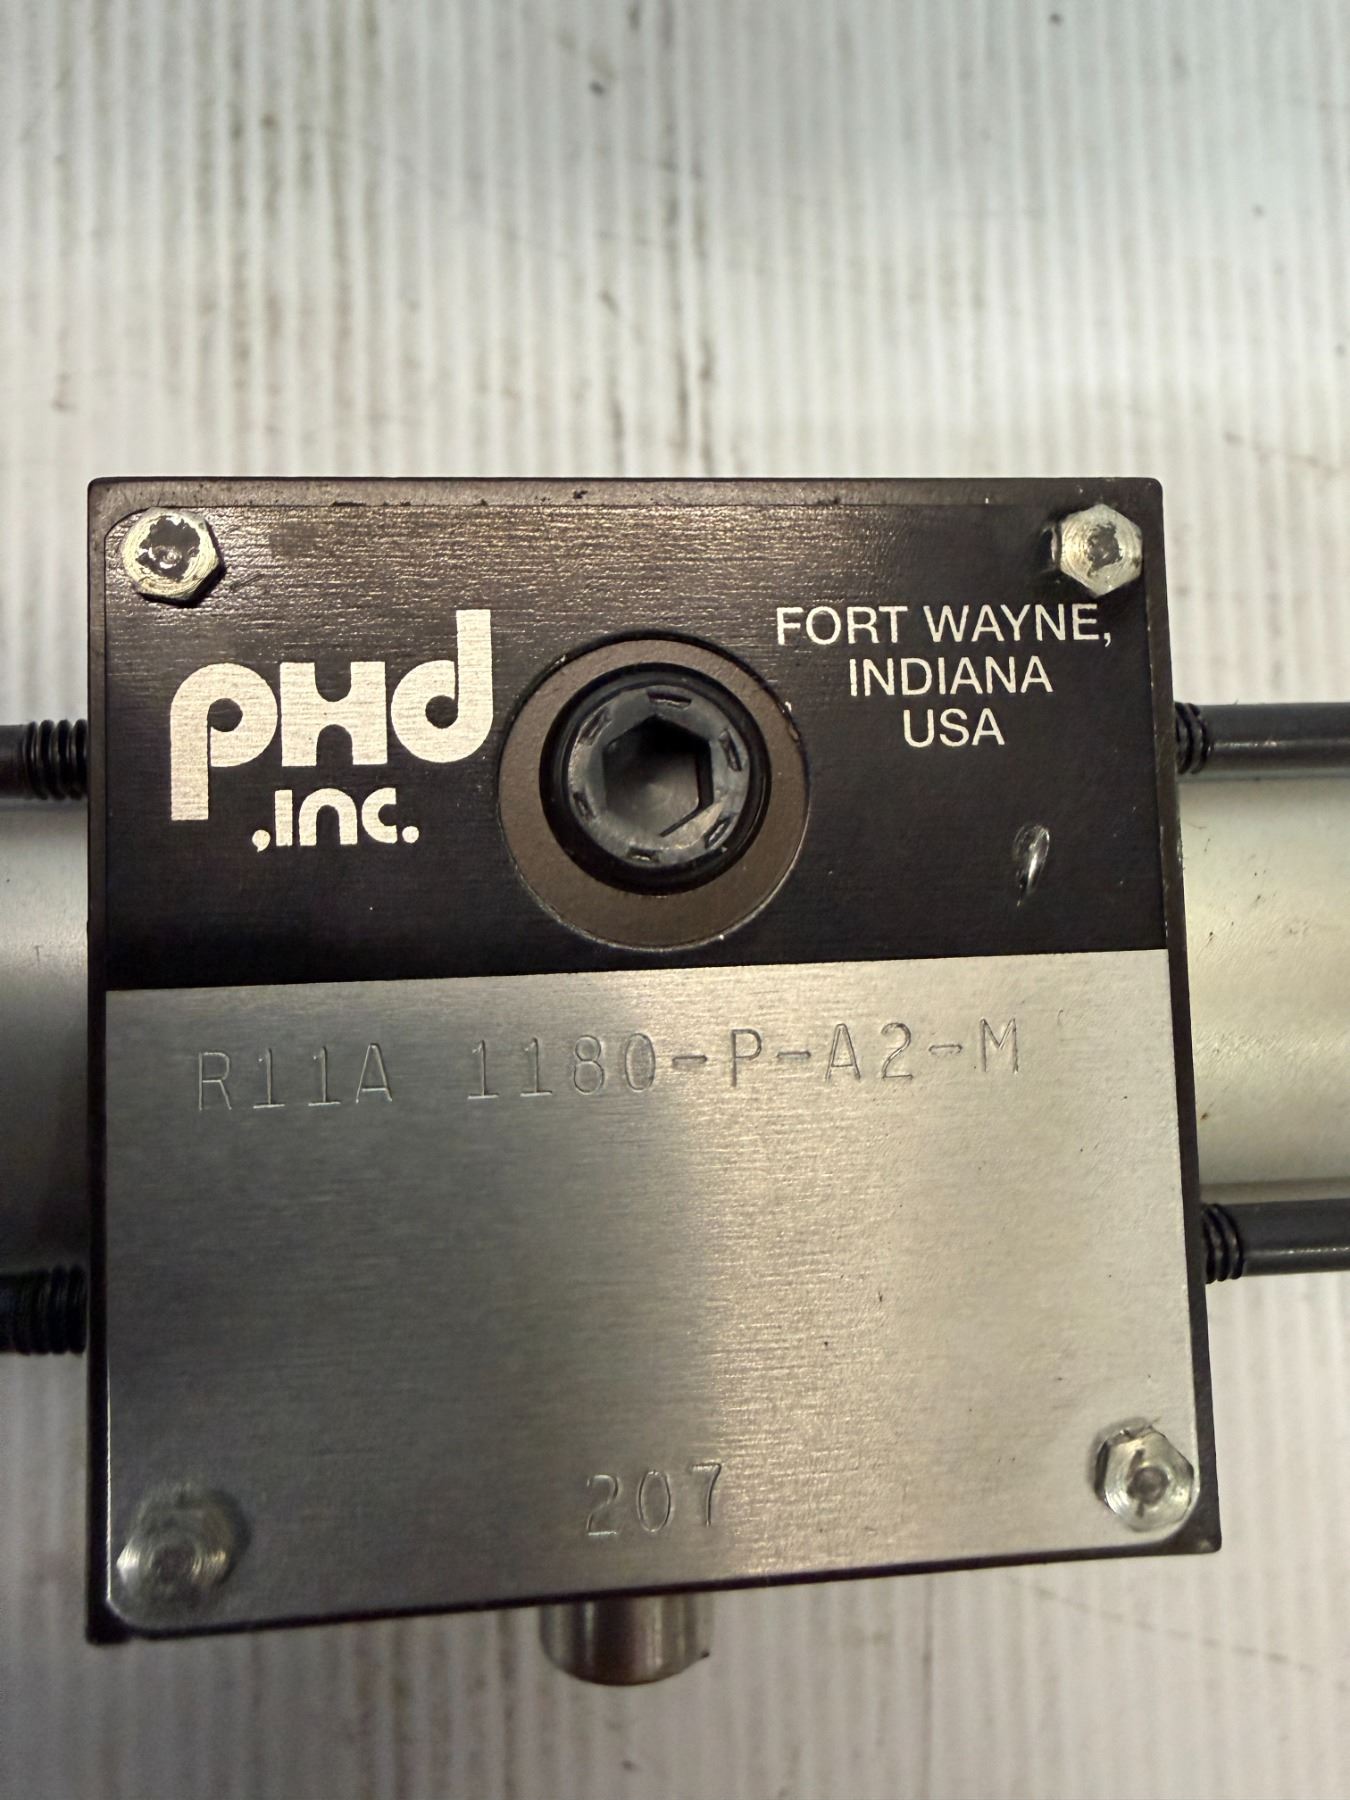 PHD
,inc.
FORT WAYNE,
INDIANA
USA
R11A 1180-P-A2-M
207